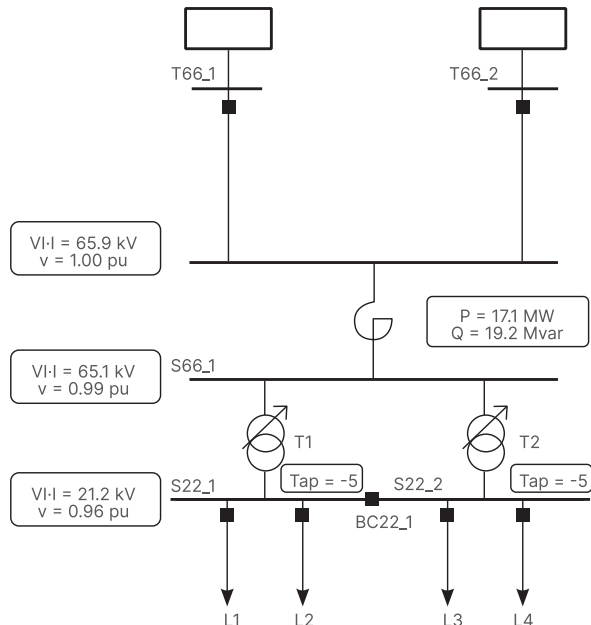 T66_1
T66_2
Vl·l = 65.9 kV
v = 1.00 pu
P = 17.1 MW
Q = 19.2 Mvar
Vl·l = 65.1 kV
v = 0.99 pu
S66_1
T1
T2
Vl·l = 21.2 kV
v = 0.96 pu
S22_1
Tap = -5
S22_2
Tap = -5
BC22_1
L1
L2
L3
L4